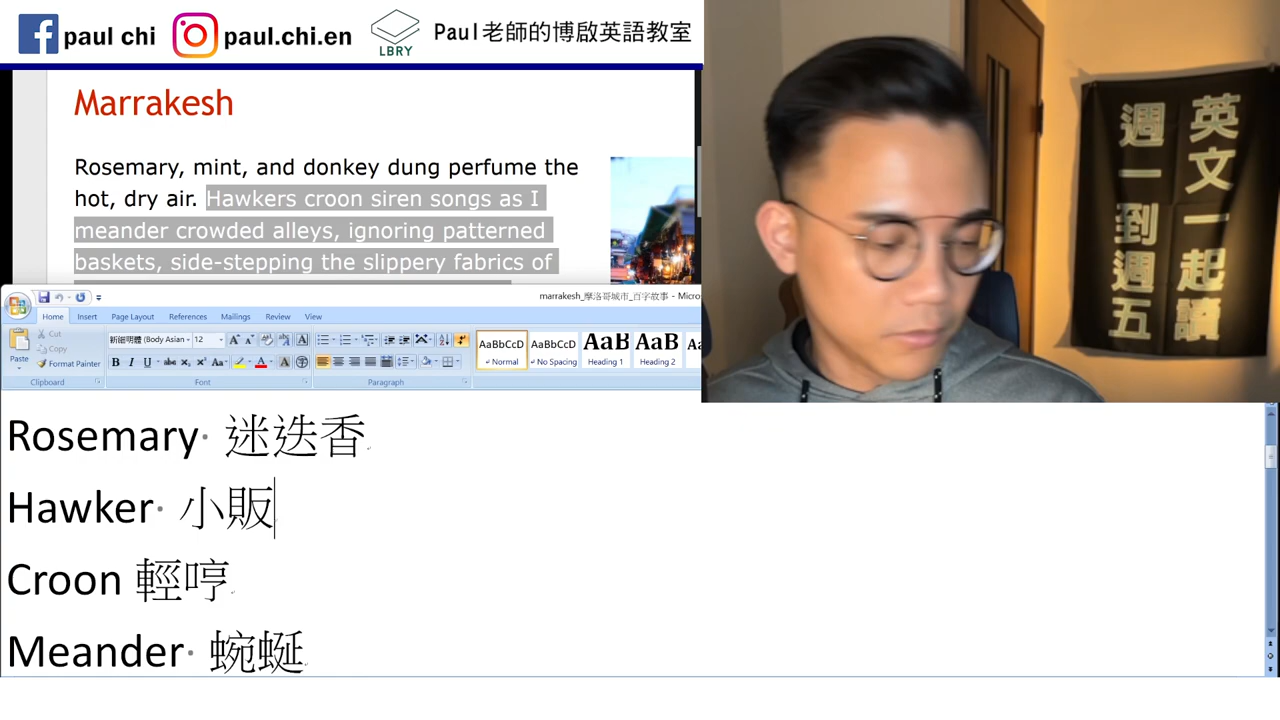 paul chi
paul.chi.en
LBRY
Paul老師的博啟英語教室
Marrakesh
Rosemary, mint, and donkey dung perfume the
hot, dry air. Hawkers croon siren songs as I
meander crowded alleys, ignoring patterned
baskets, side-stepping the slippery fabrics of
英文一起讀
週一到週五
marrakesh_摩洛哥城市_百字故事 - Micro
Home Insert Page Layout References Mailings Review View
Paste
Cut
Copy
Format Painter
Clipboard
新細明體 (Body Asian
12
Font
Paragraph
AaBbCcD
Normal
AaBbCcD
No Spacing
AaBb
Heading 1
AaBbC
Heading 2
Rosemary 迷迭香
Hawker 小販
Croon 輕哼
Meander 蜿蜒